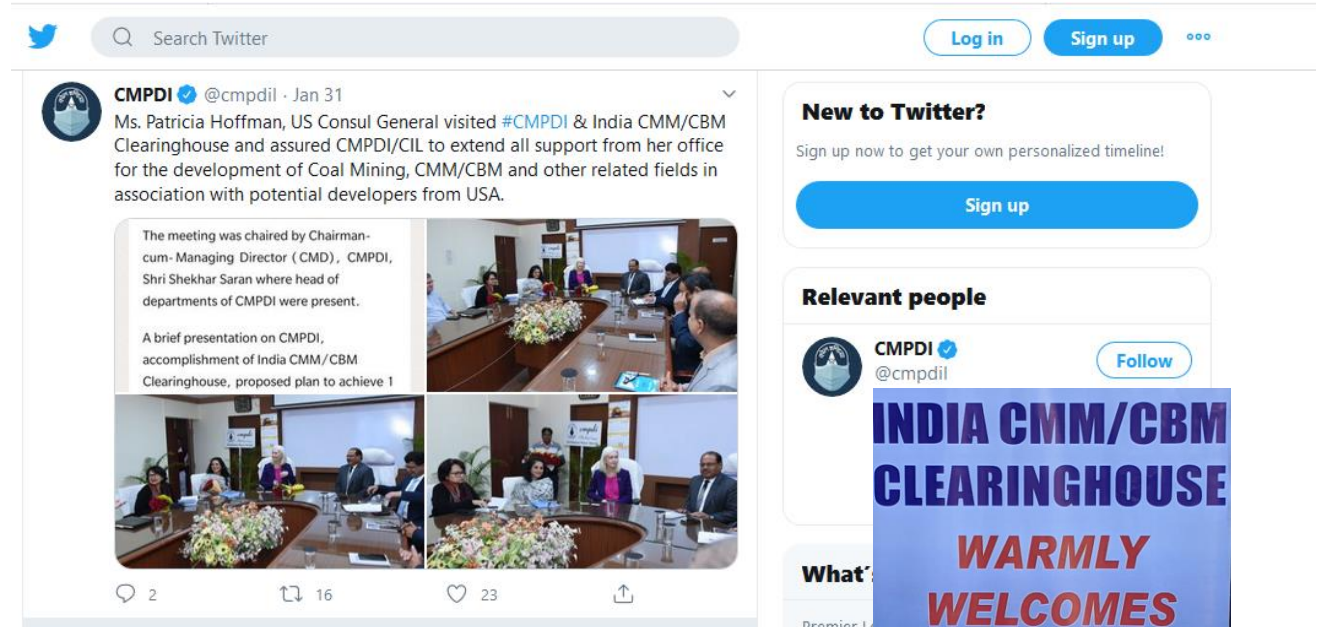 Search Twitter
Log in
Sign up
CMPDI @cmpdil · Jan 31
Ms. Patricia Hoffman, US Consul General visited #CMPDI & India CMM/CBM
Clearinghouse and assured CMPDI/CIL to extend all support from her office
for the development of Coal Mining, CMM/CBM and other related fields in
association with potential developers from USA.
The meeting was chaired by Chairman-
cum- Managing Director (CMD), CMPDI,
Shri Shekhar Saran where head of
departments of CMPDI were present.
A brief presentation on CMPDI,
accomplishment of India CMM/CBM
Clearinghouse, proposed plan to achieve 1
cmpdi
cmpdi
cmpdi
2
16
23
New to Twitter?
Sign up now to get your own personalized timeline!
Sign up
Relevant people
CMPDI
@cmpdil
Follow
INDIA CMM/CBM
CLEARINGHOUSE
WARMLY
WELCOMES
What'
Premier L